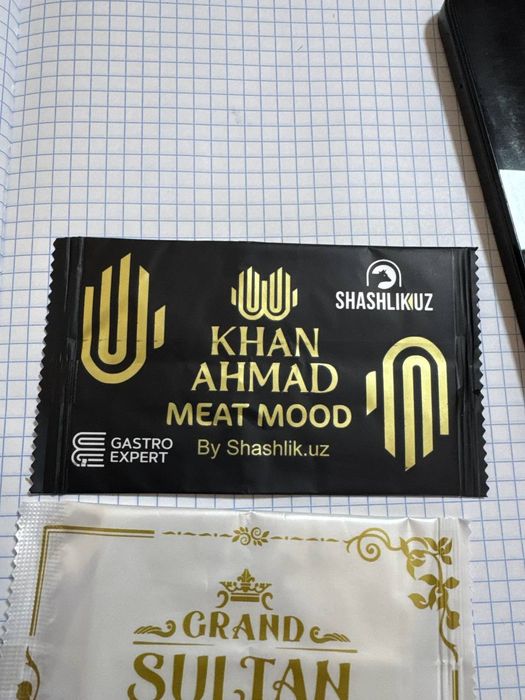 SHASHLIK.UZ
KHAN
AHMAD
MEAT MOOD
By Shashlik.uz
GASTRO
EXPERT
GRAND
SULTAN